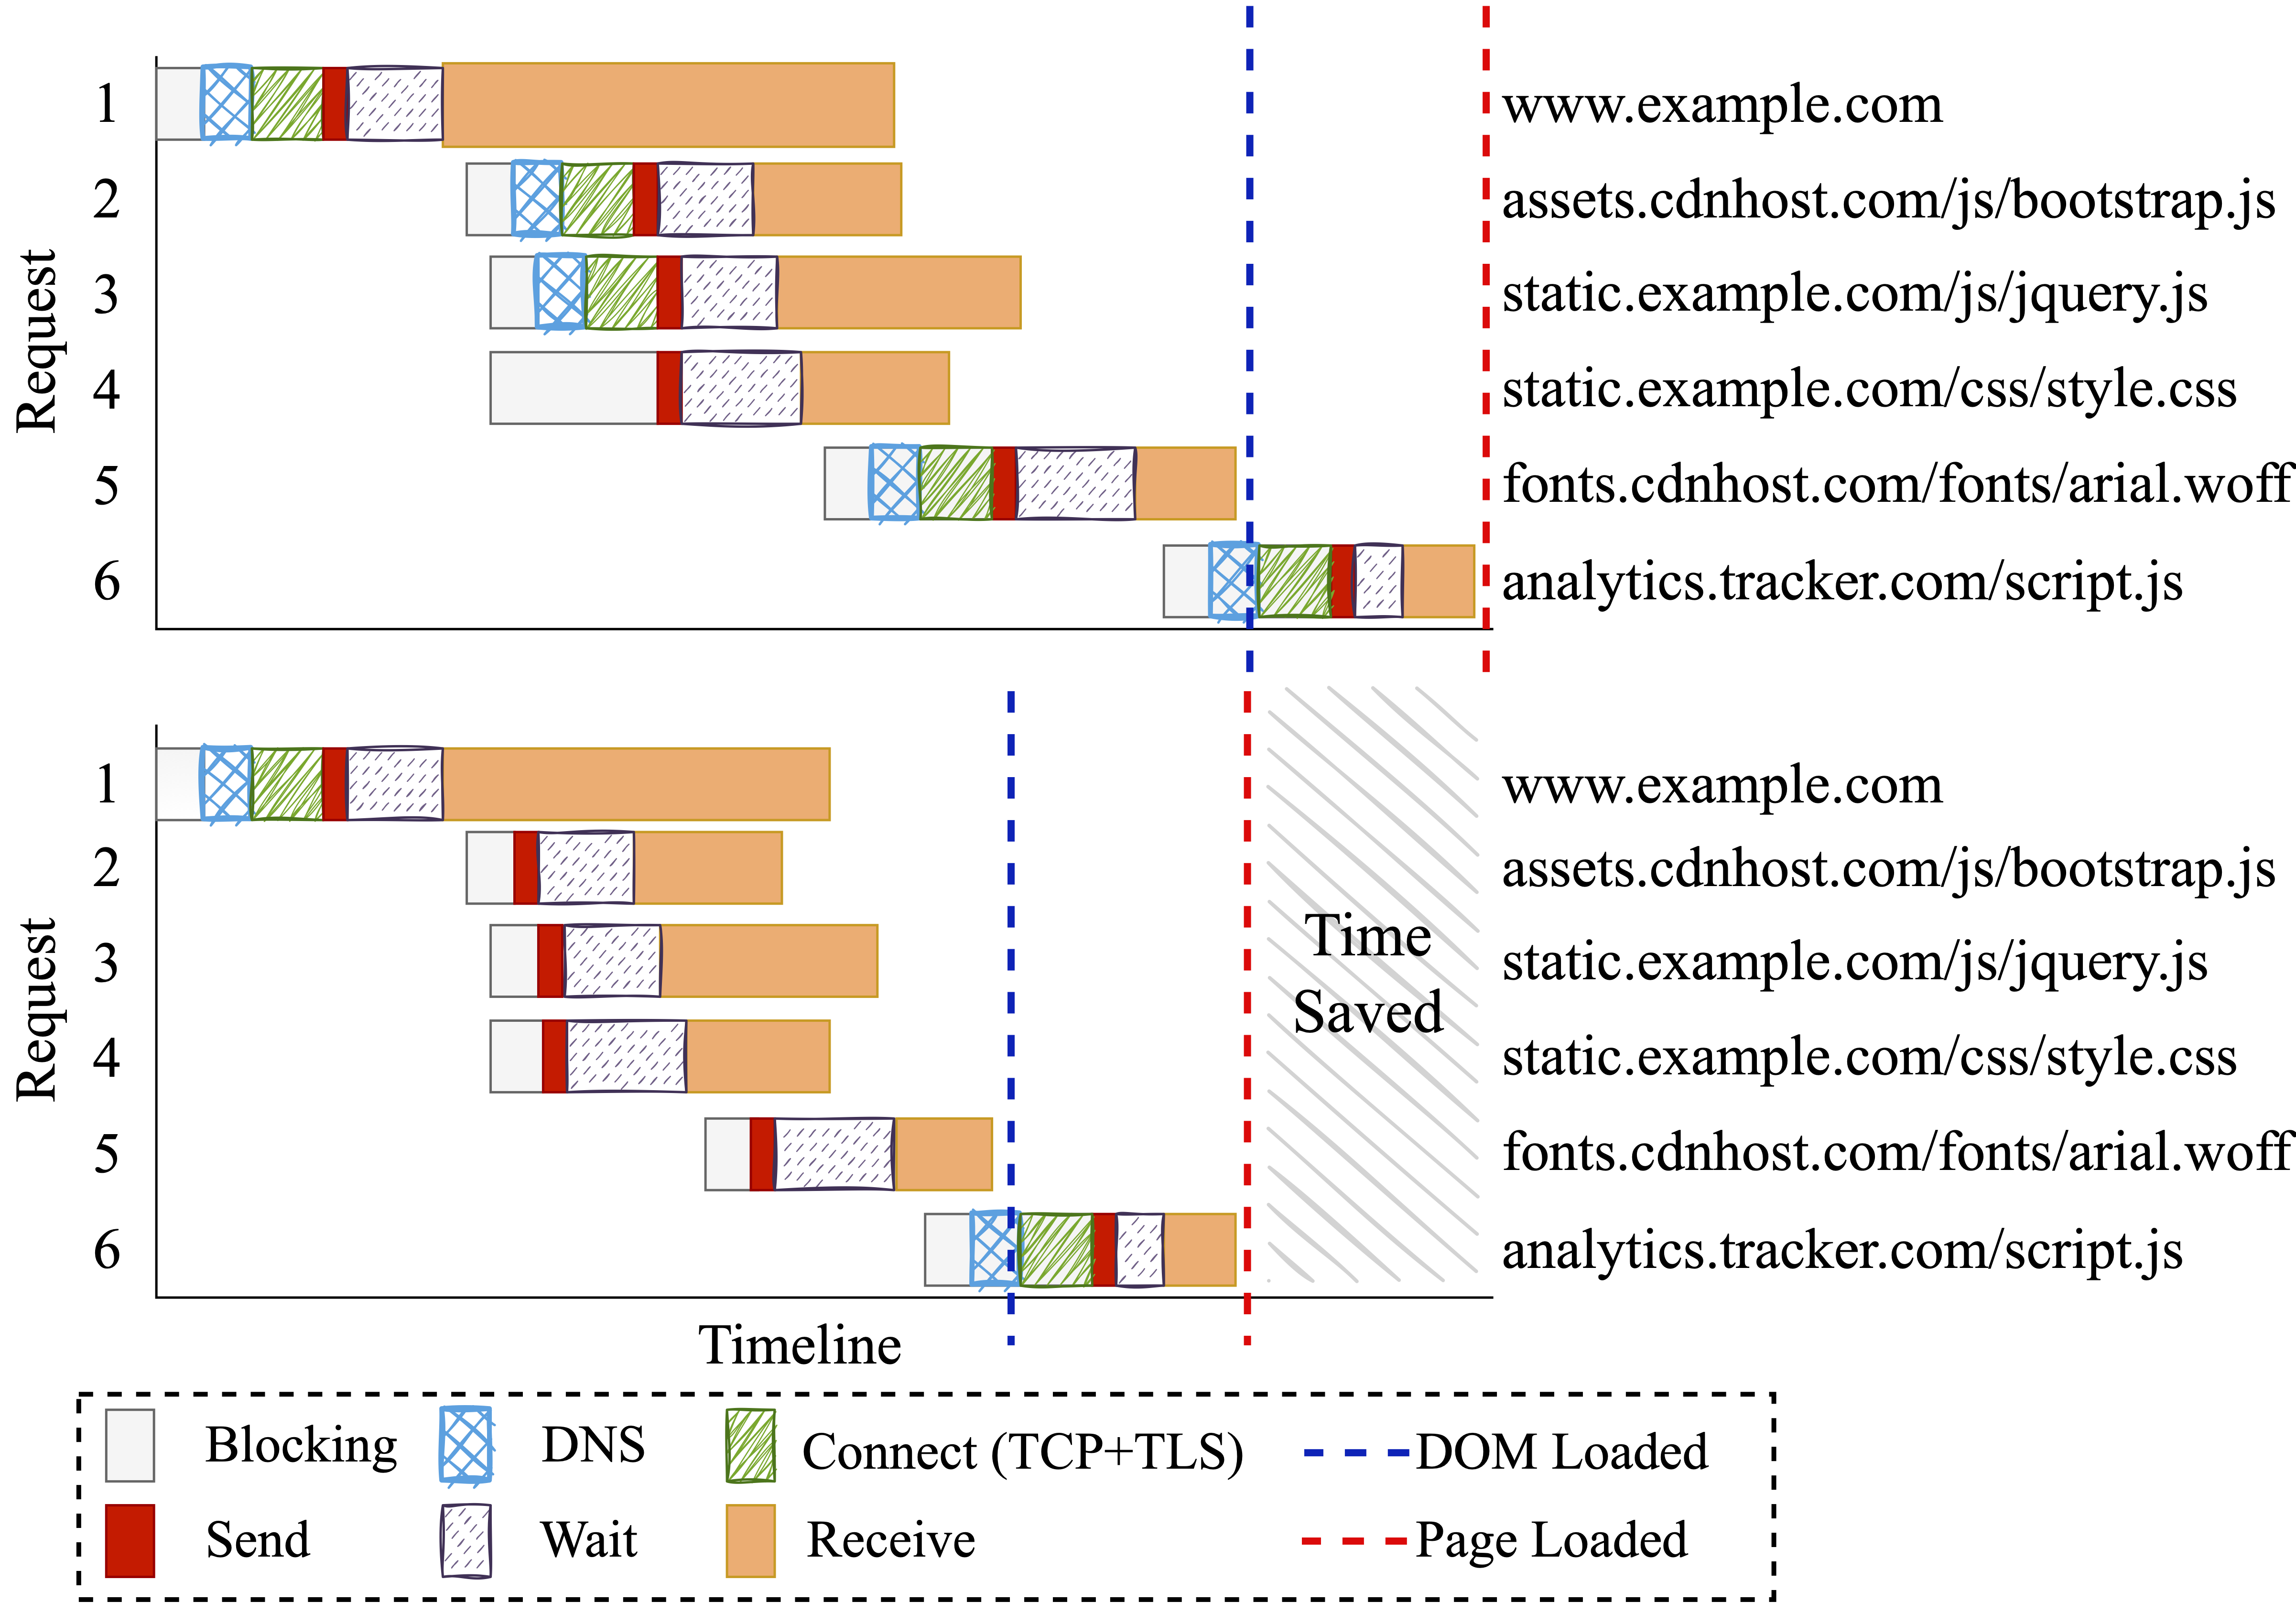 Request
1 www.example.com
2 assets.cdnhost.com/js/bootstrap.js
3 static.example.com/js/jquery.js
4 static.example.com/css/style.css
5 fonts.cdnhost.com/fonts/arial.woff
6 analytics.tracker.com/script.js
Request
1 www.example.com
2 assets.cdnhost.com/js/bootstrap.js
3 static.example.com/js/jquery.js
4 static.example.com/css/style.css
5 fonts.cdnhost.com/fonts/arial.woff
6 analytics.tracker.com/script.js
Time
Saved
Timeline
Blocking DNS Connect (TCP+TLS) DOM Loaded
Send Wait Receive Page Loaded